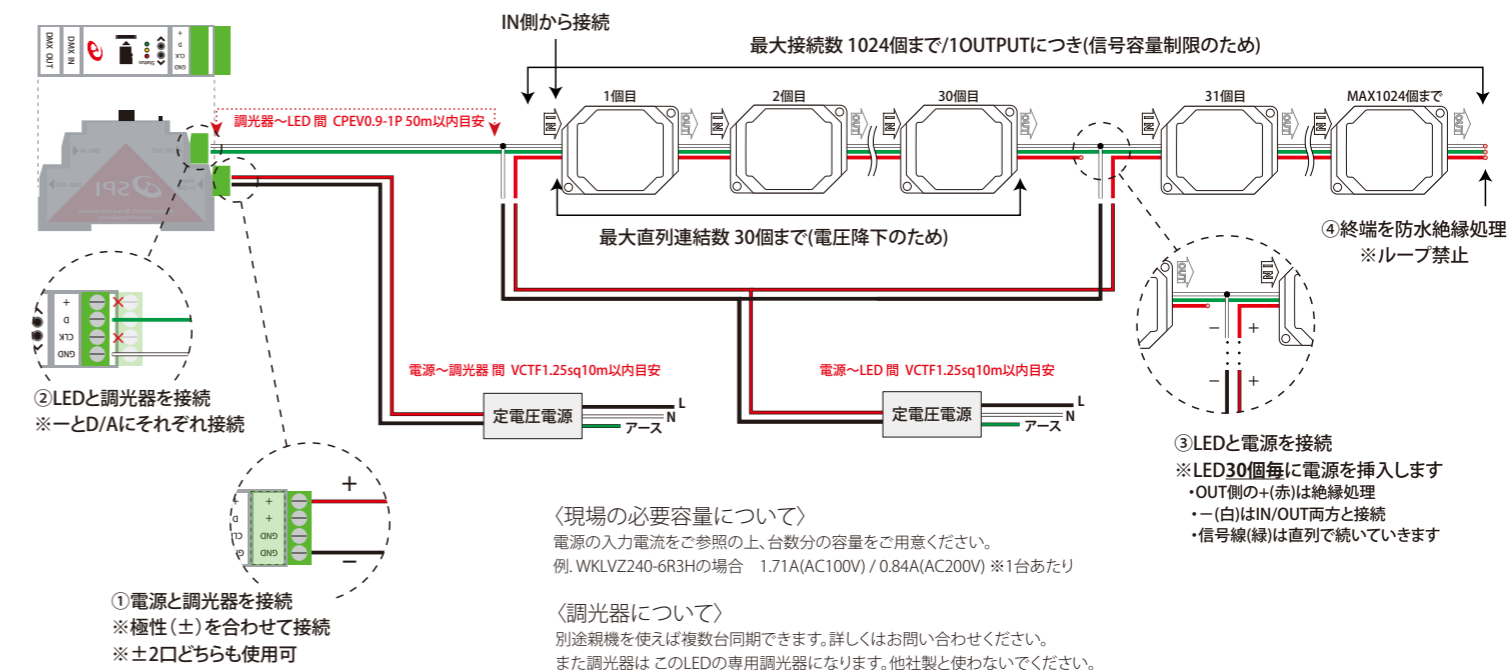 IN側から接続
最大接続数 1024個まで/1OUTPUTにつき(信号容量制限のため)
DMX OUT
DMX IN
Status
+
D
CLK
GND
1個目
2個目
30個目
31個目
MAX1024個まで
IN
OUT
IN
OUT
IN
OUT
IN
OUT
IN
OUT
調光器～LED 間 CPEV0.9-1P 50m以内目安
SPI
最大直列連結数 30個まで(電圧降下のため)
④終端を防水絶縁処理
※ループ禁止
+
D
CLK
GND
②LEDと調光器を接続
※ーとD/Aにそれぞれ接続
電源～調光器 間 VCTF1.25sq10m以内目安
定電圧電源
L
N
アース
電源～LED 間 VCTF1.25sq10m以内目安
定電圧電源
L
N
アース
OUT
IN
－ +
－ +
③LEDと電源を接続
※LED30個毎に電源を挿入します
・OUT側の+(赤)は絶縁処理
・－(白)はIN/OUT両方と接続
・信号線(緑)は直列で続いていきます
+
+
GND
GND
+
－
①電源と調光器を接続
※極性(±)を合わせて接続
※±2口どちらも使用可
〈現場の必要容量について〉
電源の入力電流をご参照の上、台数分の容量をご用意ください。
例. WKLVZ240-6R3Hの場合 1.71A(AC100V) / 0.84A(AC200V) ※1台あたり
〈調光器について〉
別途親機を使えば複数台同期できます。詳しくはお問い合わせください。
また調光器は このLEDの専用調光器になります。他社製と使わないでください。